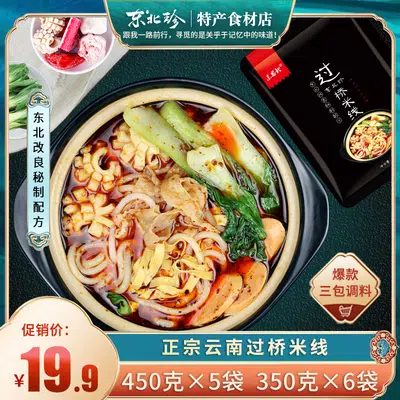 东北珍 特产食材店
跟我一路前行，寻觅的是关乎于记忆中的味道！
东北改良秘制配方
过桥米线
爆款
三包调料
促销价：
¥19.9
正宗云南过桥米线
450克×5袋 350克×6袋